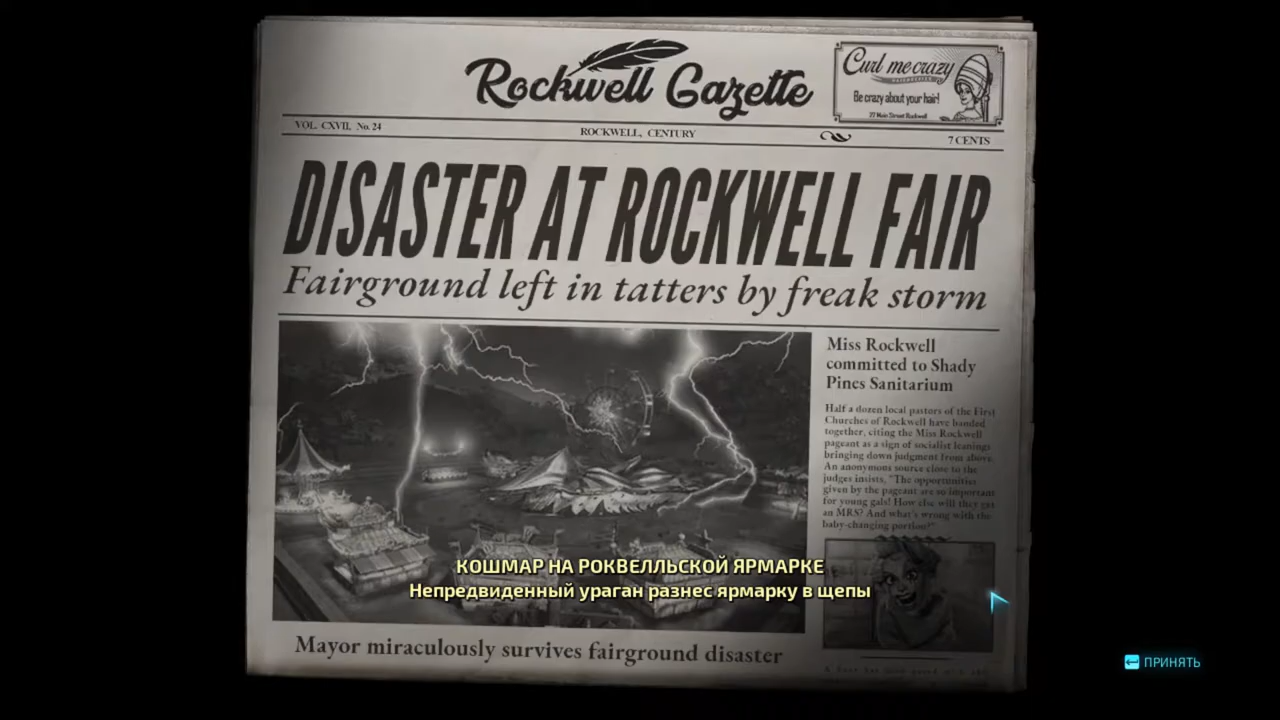 Rockwell Gazette
Curl me crazy
Be crazy about your hair!
27 Main Street Rockwell
VOL. CXVII, No. 24
ROCKWELL, CENTURY
7 CENTS
DISASTER AT ROCKWELL FAIR
Fairground left in tatters by freak storm
Miss Rockwell
committed to Shady
Pines Sanitarium
Half a dozen local pastors of the First
Churches of Rockwell have banded
together, citing the Miss Rockwell
pageant as a sign of socialist leanings
bringing down judgment from above.
An anonymous source close to the
judges insists, "The opportunities
given by the pageant are so important
for young gals! How else will they get
an MRS? And what's wrong with the
baby-changing portion?"
КОШМАР НА РОКВЕЛЛЬСКОЙ ЯРМАРКЕ
Непредвиденный ураган разнес ярмарку в щепы
Mayor miraculously survives fairground disaster
ПРИНЯТЬ